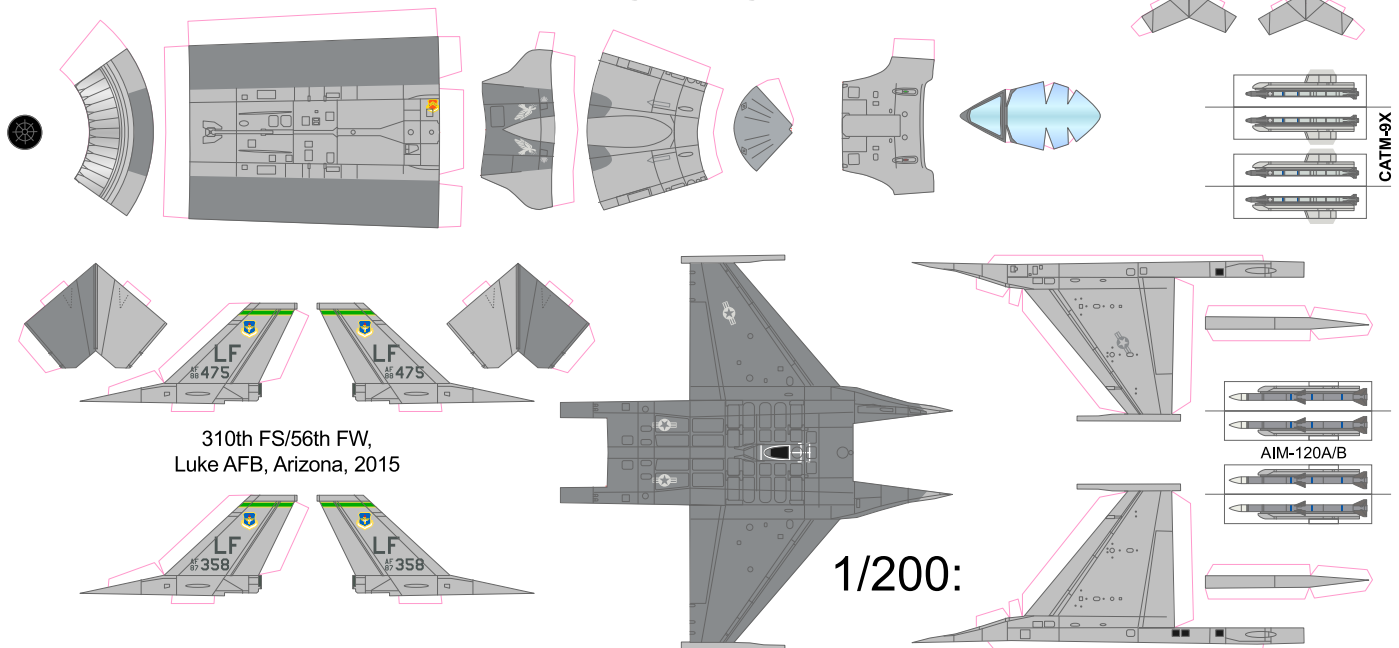 CATM-9X
LF
AF
88 475
LF
AF
88 475
310th FS/56th FW,
Luke AFB, Arizona, 2015
AIM-120A/B
LF
AF
87 358
LF
AF
87 358
1/200: